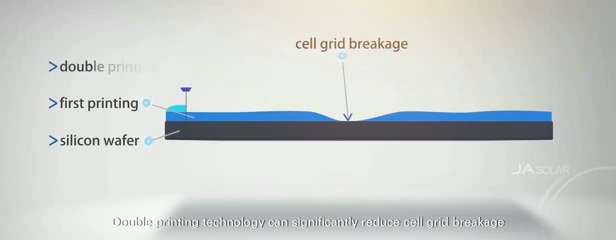 cell grid breakage
> double printing
> first printing
> silicon wafer
JA SOLAR
Double printing technology can significantly reduce cell grid breakage